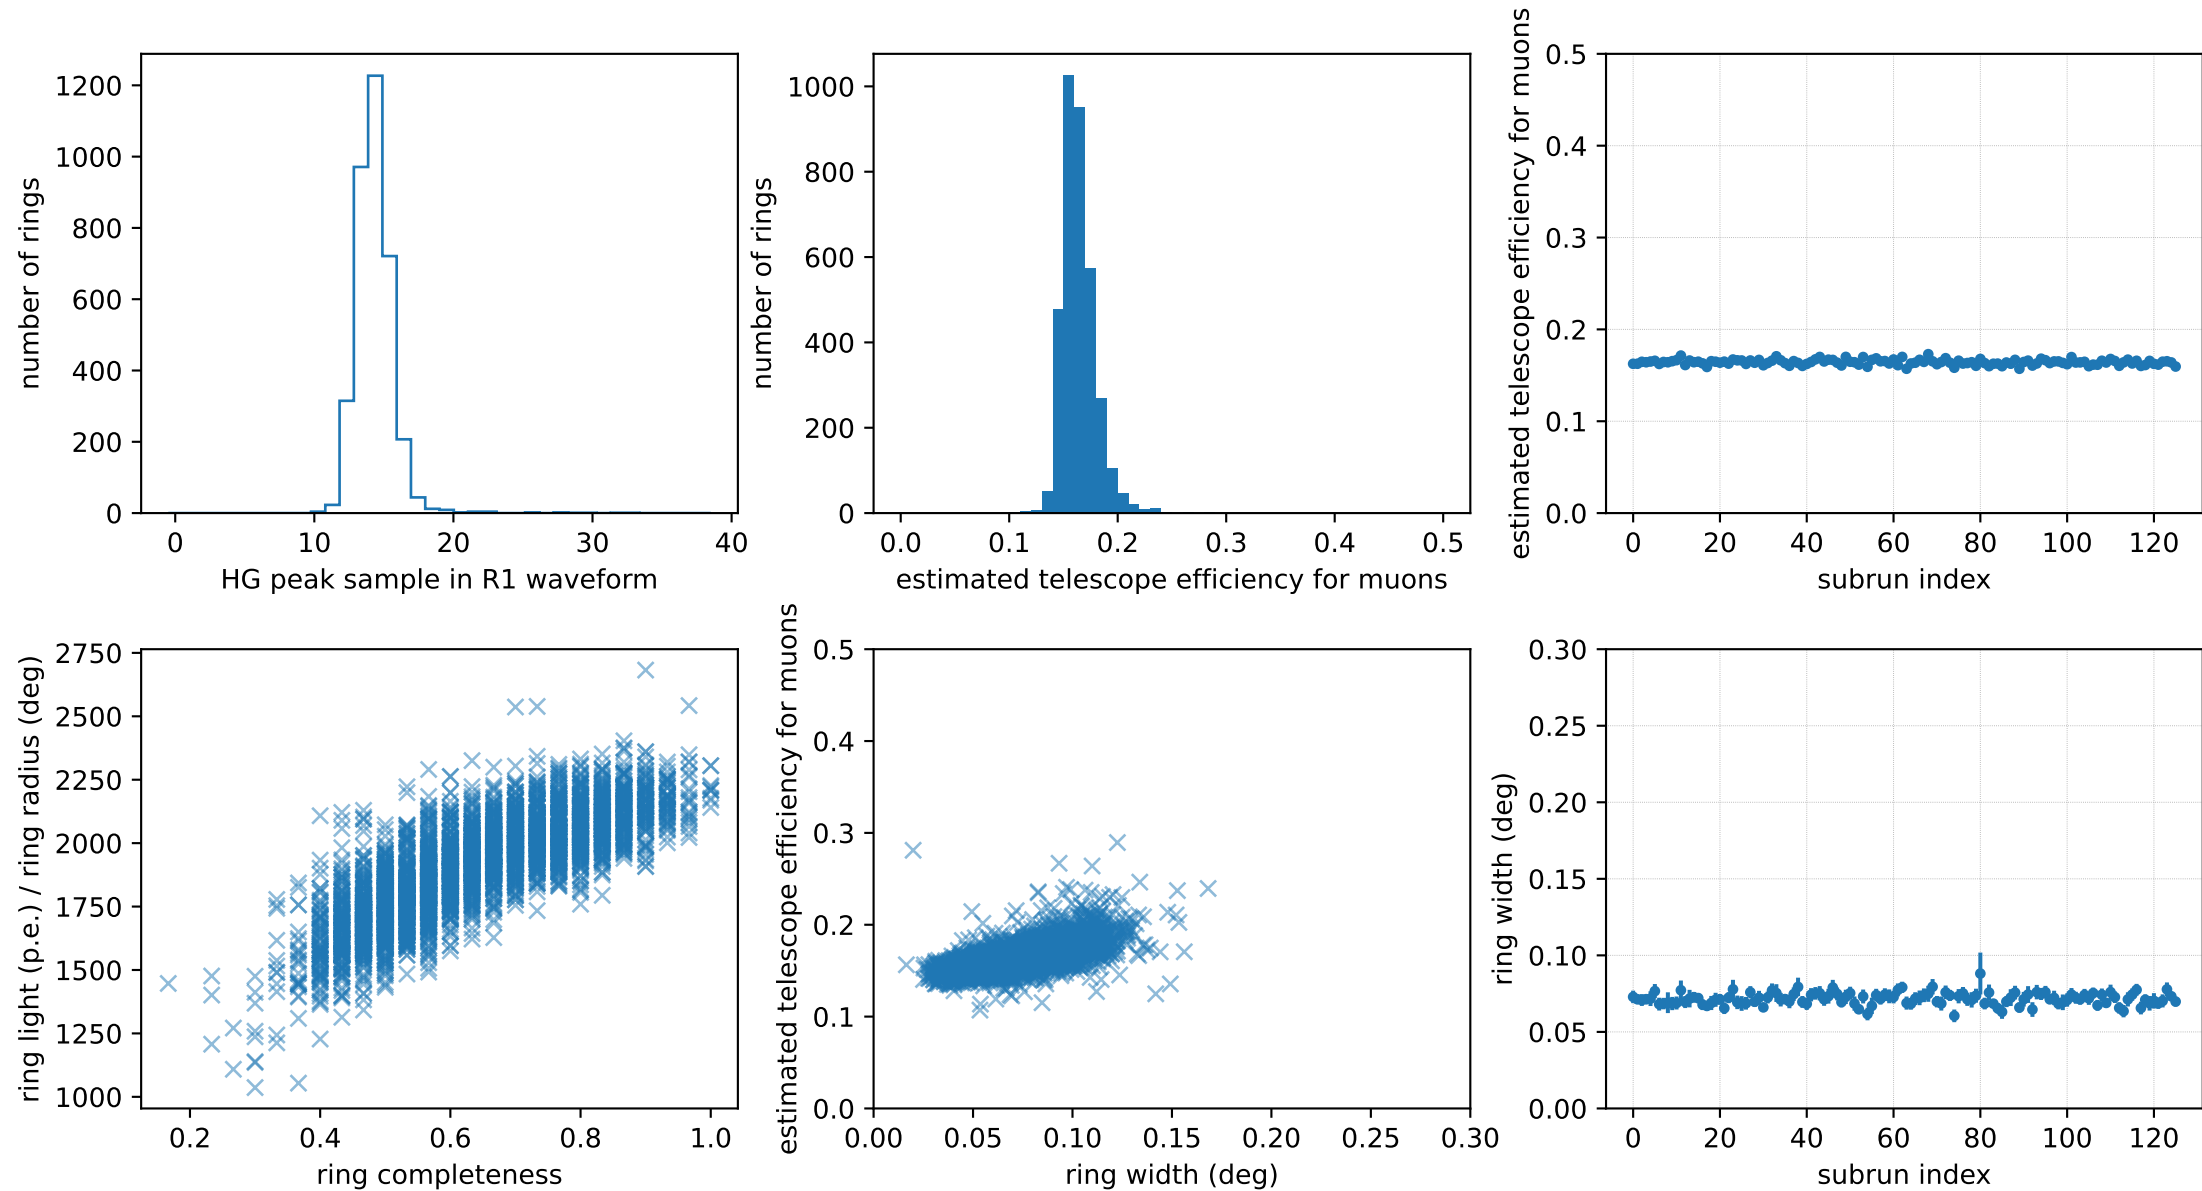 1200
1000
800
600
400
200
0
number of rings
0 10 20 30 40
HG peak sample in R1 waveform
1000
800
600
400
200
0
number of rings
0.0 0.1 0.2 0.3 0.4 0.5
estimated telescope efficiency for muons
0.5
0.4
0.3
0.2
0.1
0.0
estimated telescope efficiency for muons
0 20 40 60 80 100 120
subrun index
2750
2500
2250
2000
1750
1500
1250
1000
ring light (p.e.) / ring radius (deg)
0.2 0.4 0.6 0.8 1.0
ring completeness
0.5
0.4
0.3
0.2
0.1
0.0
estimated telescope efficiency for muons
0.00 0.05 0.10 0.15 0.20 0.25 0.30
ring width (deg)
0.30
0.25
0.20
0.15
0.10
0.05
0.00
ring width (deg)
0 20 40 60 80 100 120
subrun index